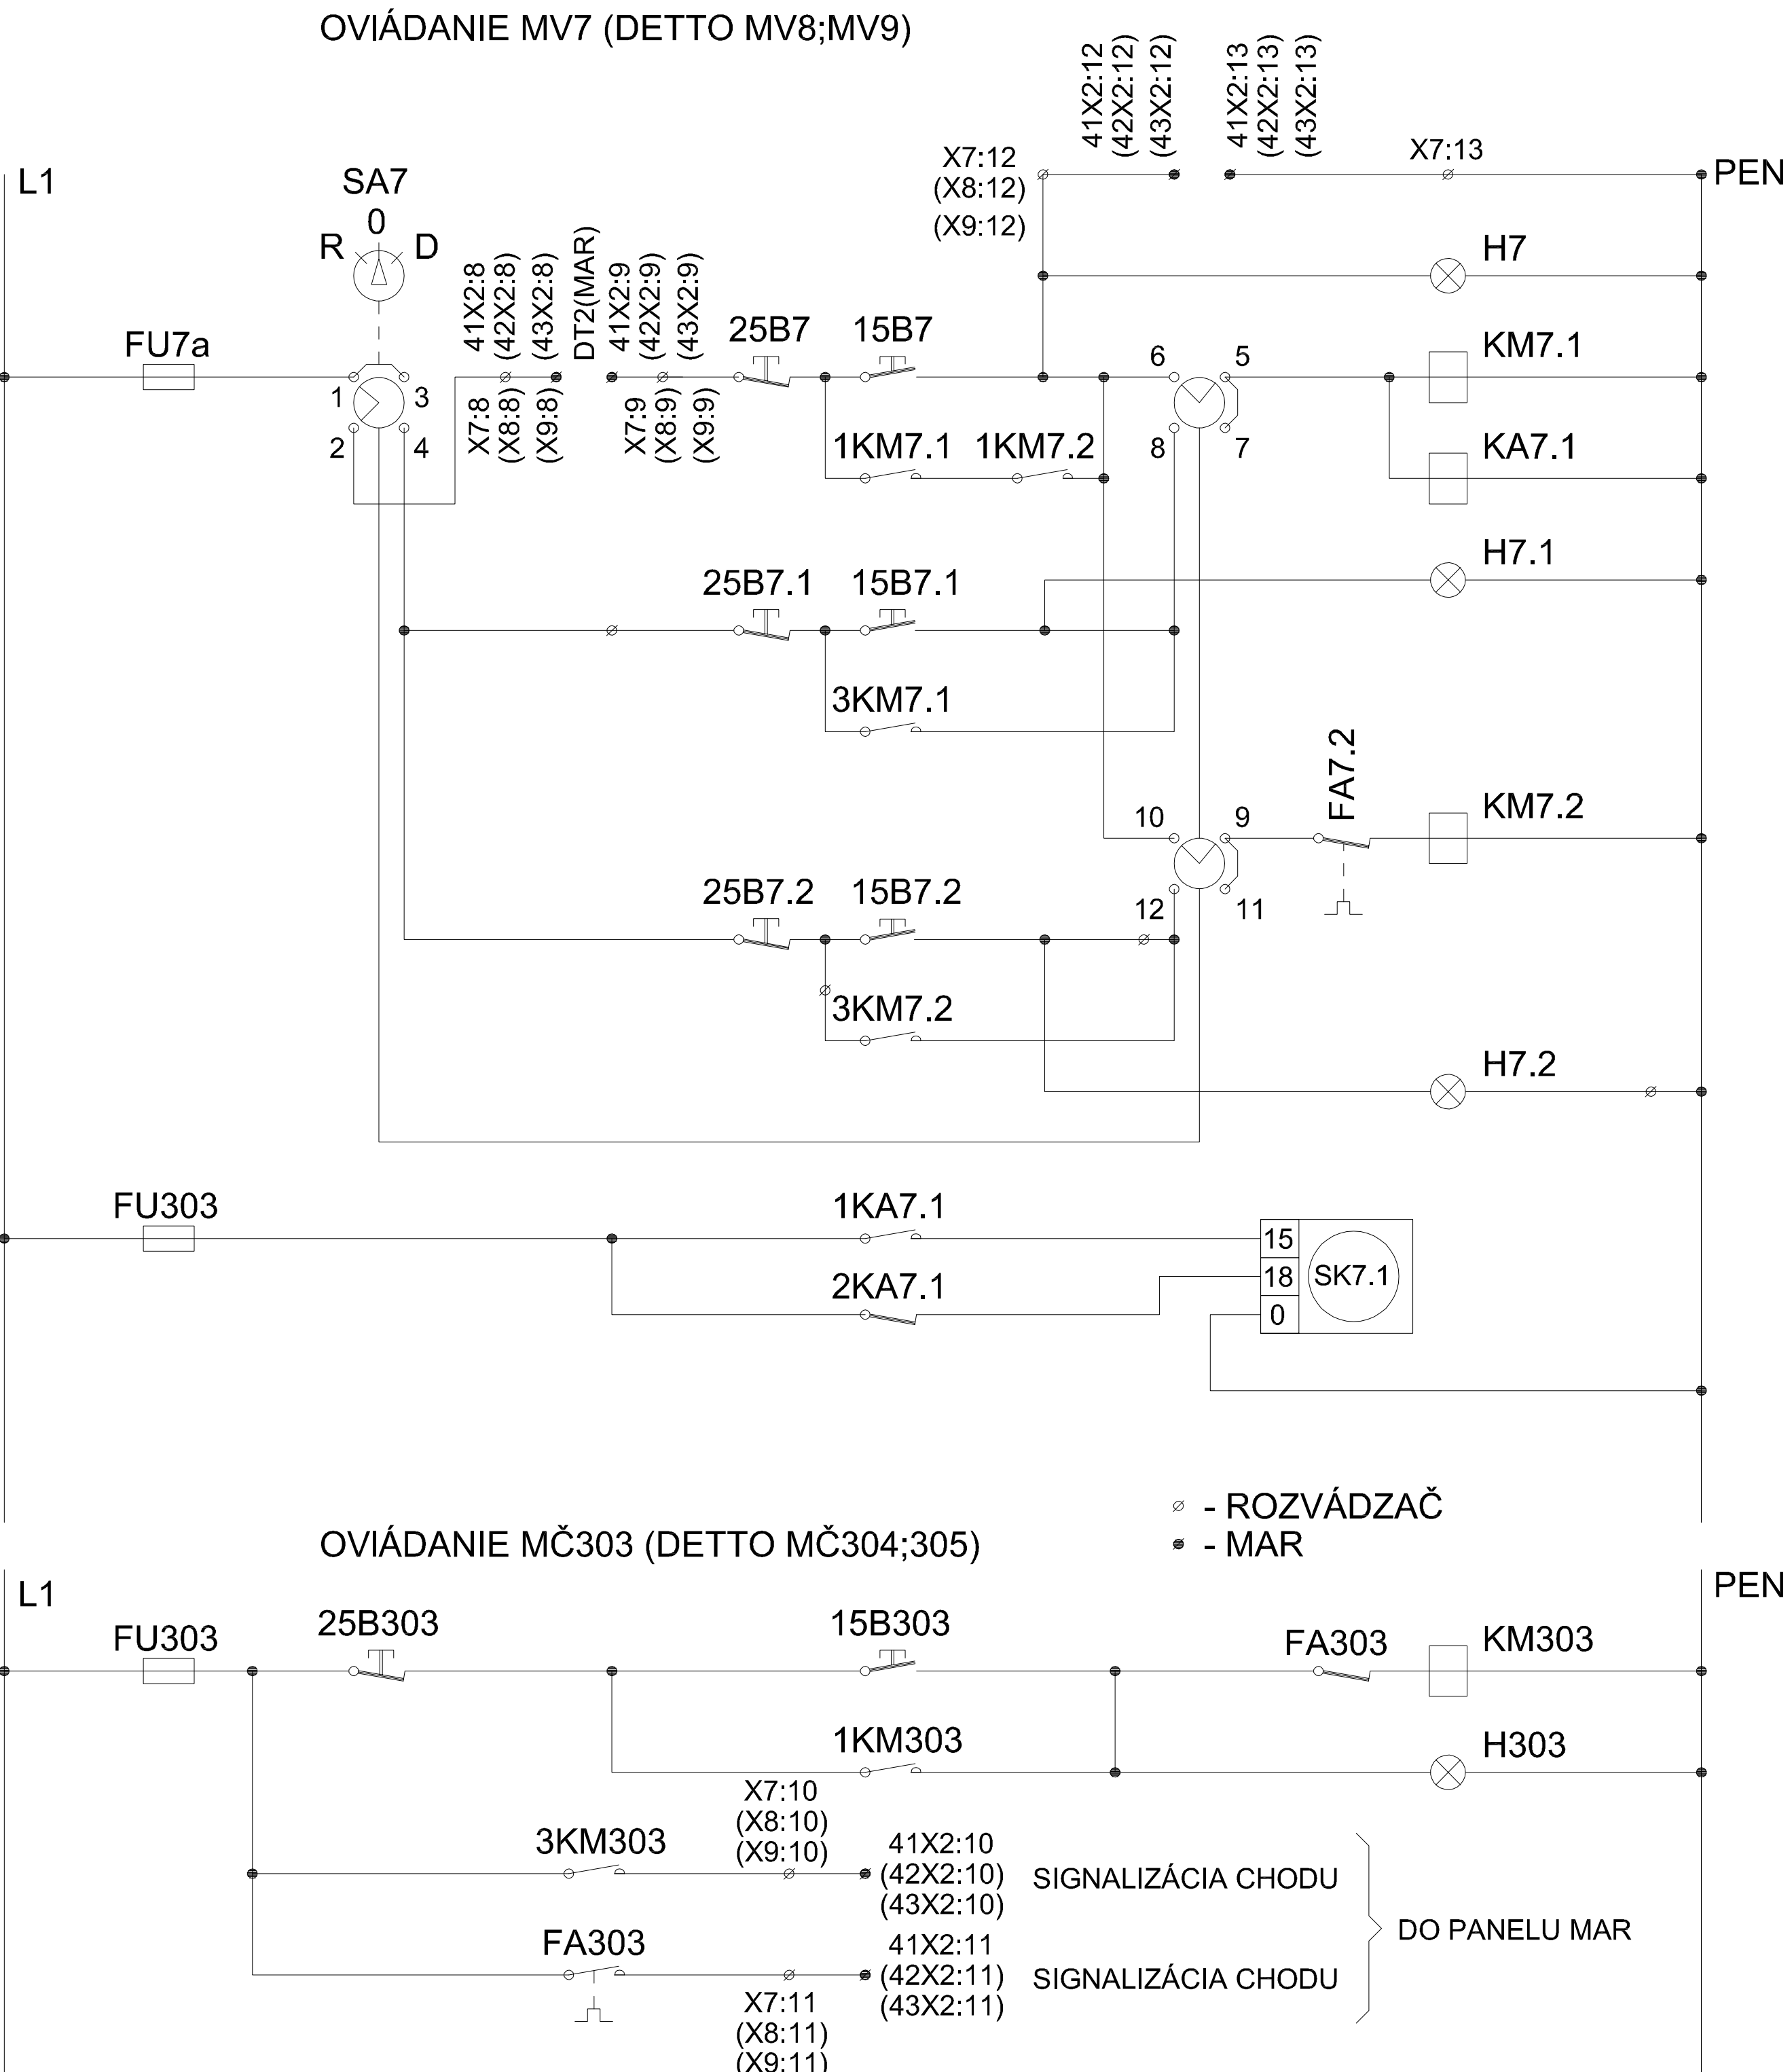 OVIÁDANIE MV7 (DETTO MV8;MV9)
41X2:12
(42X2:12)
(43X2:12)
41X2:13
(42X2:13)
(43X2:13)
X7:12
(X8:12)
(X9:12)
X7:13
L1
PEN
SA7
0
R
D
H7
41X2:8
(42X2:8)
(43X2:8)
DT2(MAR)
41X2:9
(42X2:9)
(43X2:9)
FU7a
25B7
15B7
6
5
KM7.1
1
3
2
4
X7:8
(X8:8)
(X9:8)
X7:9
(X8:9)
(X9:9)
1KM7.1
1KM7.2
8
7
KA7.1
H7.1
25B7.1
15B7.1
3KM7.1
FA7.2
10
9
KM7.2
25B7.2
15B7.2
12
11
3KM7.2
H7.2
FU303
1KA7.1
15
18
0
SK7.1
2KA7.1
- ROZVÁDZAČ
- MAR
OVIÁDANIE MČ303 (DETTO MČ304;305)
L1
PEN
FU303
25B303
15B303
FA303
KM303
1KM303
H303
X7:10
(X8:10)
(X9:10)
3KM303
41X2:10
(42X2:10)
(43X2:10)
SIGNALIZÁCIA CHODU
DO PANELU MAR
FA303
41X2:11
(42X2:11)
(43X2:11)
SIGNALIZÁCIA CHODU
X7:11
(X8:11)
(X9:11)